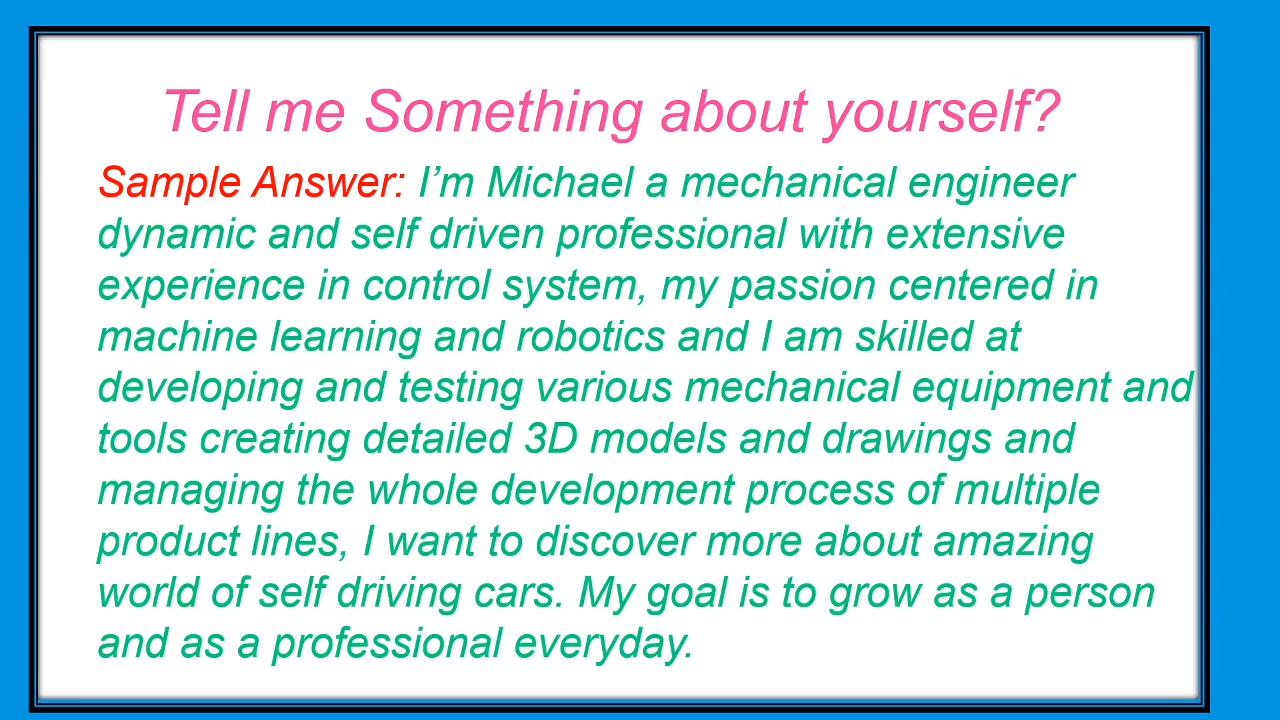 Tell me Something about yourself?
Sample Answer: I’m Michael a mechanical engineer
dynamic and self driven professional with extensive
experience in control system, my passion centered in
machine learning and robotics and I am skilled at
developing and testing various mechanical equipment and
tools creating detailed 3D models and drawings and
managing the whole development process of multiple
product lines, I want to discover more about amazing
world of self driving cars. My goal is to grow as a person
and as a professional everyday.